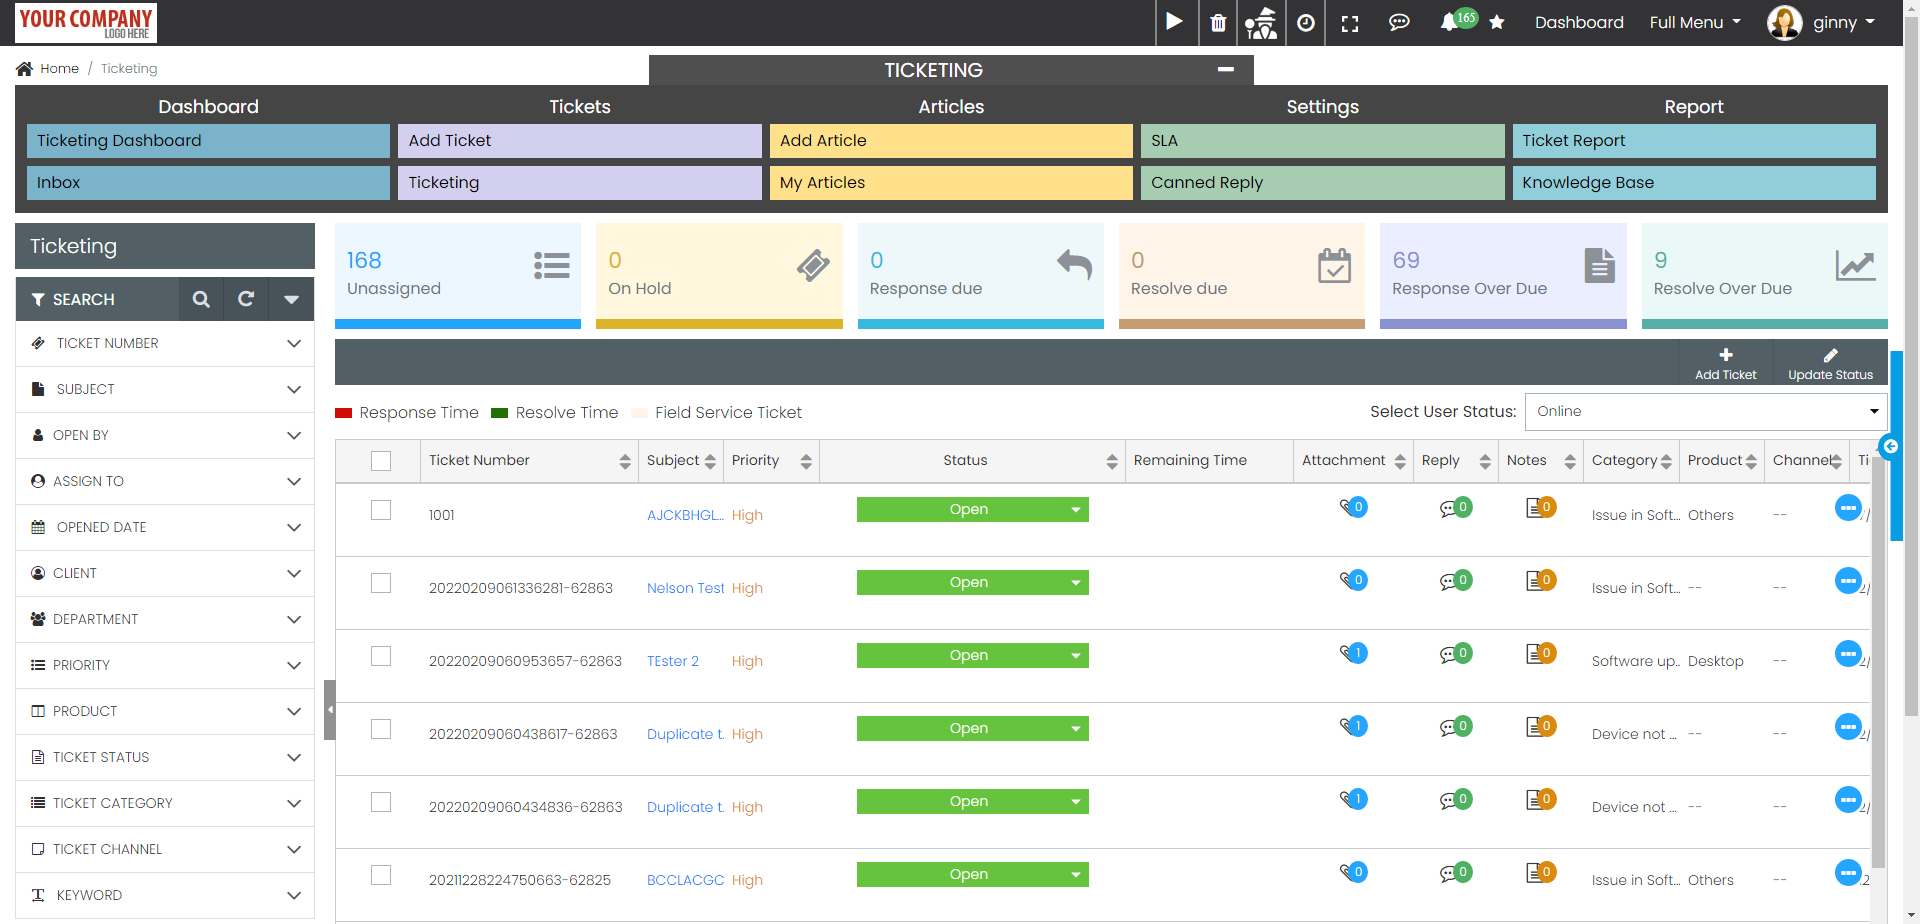 YOUR COMPANY
LOGO HERE
165
Dashboard
Full Menu
ginny
Home / Ticketing
TICKETING
Dashboard
Tickets
Articles
Settings
Report
Ticketing Dashboard
Add Ticket
Add Article
SLA
Ticket Report
Inbox
Ticketing
My Articles
Canned Reply
Knowledge Base
Ticketing
SEARCH
TICKET NUMBER
SUBJECT
OPEN BY
ASSIGN TO
OPENED DATE
CLIENT
DEPARTMENT
PRIORITY
PRODUCT
TICKET STATUS
TICKET CATEGORY
TICKET CHANNEL
KEYWORD
168
Unassigned
0
On Hold
0
Response due
0
Resolve due
69
Response Over Due
9
Resolve Over Due
Add Ticket
Update Status
Response Time
Resolve Time
Field Service Ticket
Select User Status:
Online
Ticket Number Subject Priority Status Remaining Time Attachment Reply Notes Category Product Channel Ti
1001 AJCKBHGL... High Open 0 0 0 Issue in Soft... Others --
20220209061336281-62863 Nelson Test High Open 0 0 0 Issue in Soft... -- -- 2/
20220209060953657-62863 TEster 2 High Open 1 0 0 Software up... Desktop -- 2/
20220209060438617-62863 Duplicate t. High Open 1 0 0 Device not ... -- -- 2/
20220209060434836-62863 Duplicate t. High Open 1 0 0 Device not ... -- -- 2/
20211228224750663-62825 BCCLACGC High Open 0 0 0 Issue in Soft... Others --